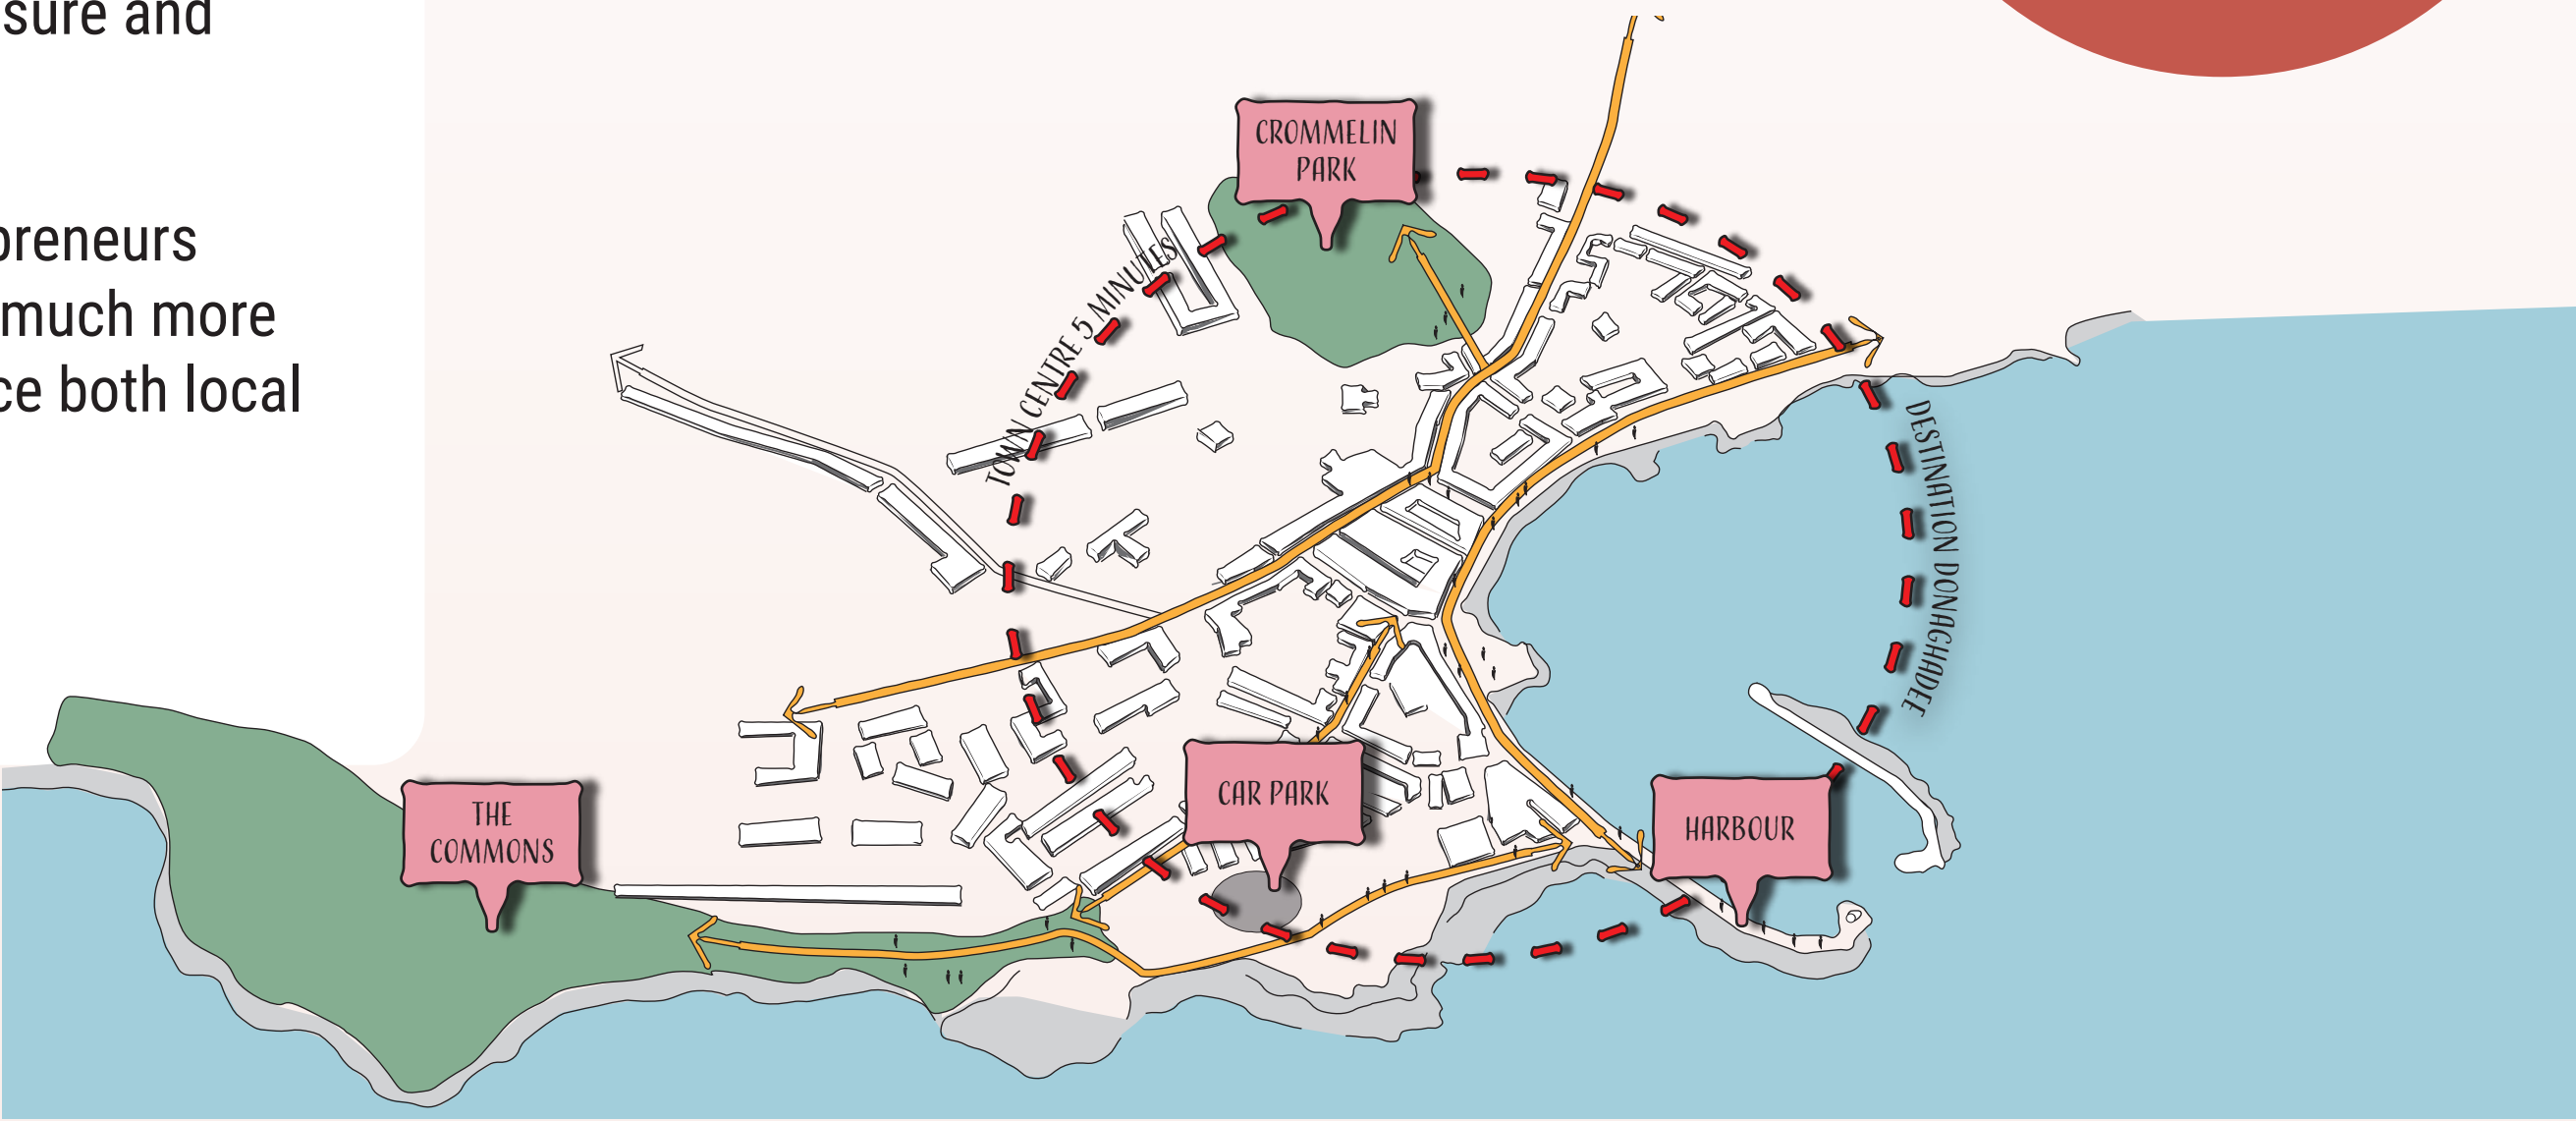 sure and
preneurs
much more
ce both local
CROMMELIN
PARK
TOWN CENTRE 5 MINUTES
DESTINATION DONAGHADEE
THE
COMMONS
CAR PARK
HARBOUR